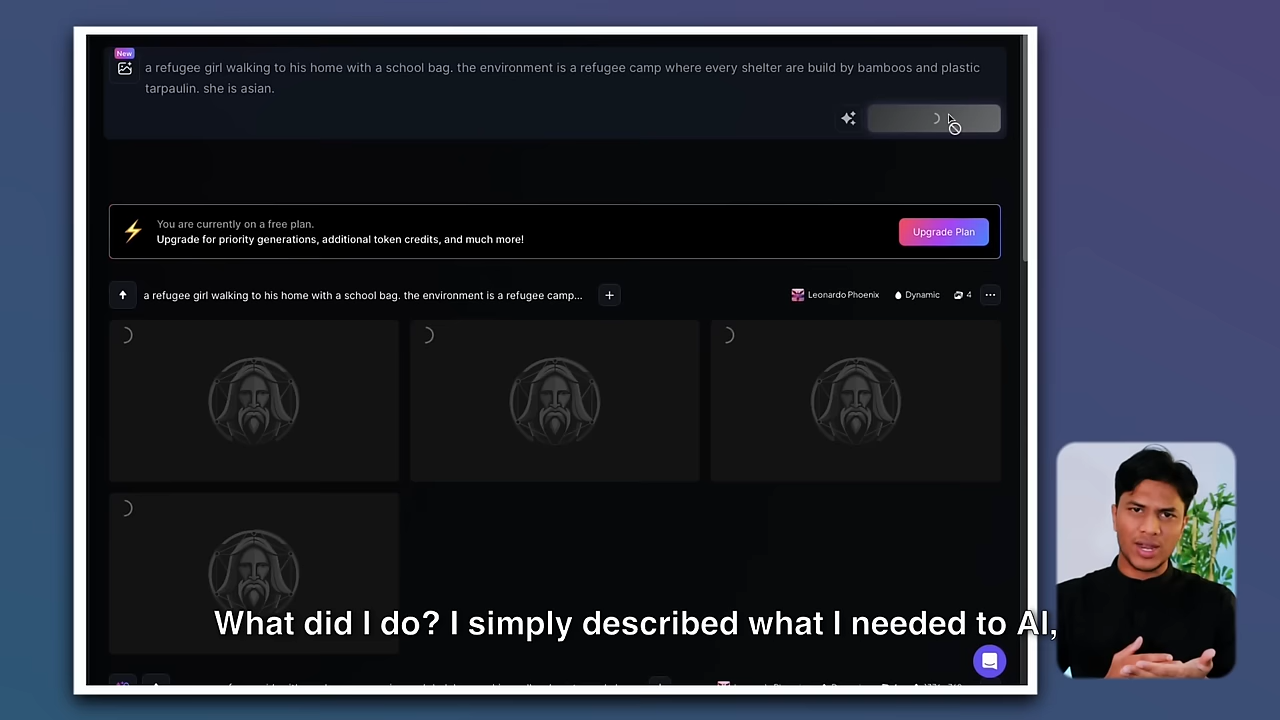 New
a refugee girl walking to his home with a school bag. the environment is a refugee camp where every shelter are build by bamboos and plastic
tarpaulin. she is asian.
You are currently on a free plan.
Upgrade for priority generations, additional token credits, and much more!
Upgrade Plan
a refugee girl walking to his home with a school bag. the environment is a refugee camp...
Leonardo Phoenix
Dynamic
4
What did I do? I simply described what I needed to AI,